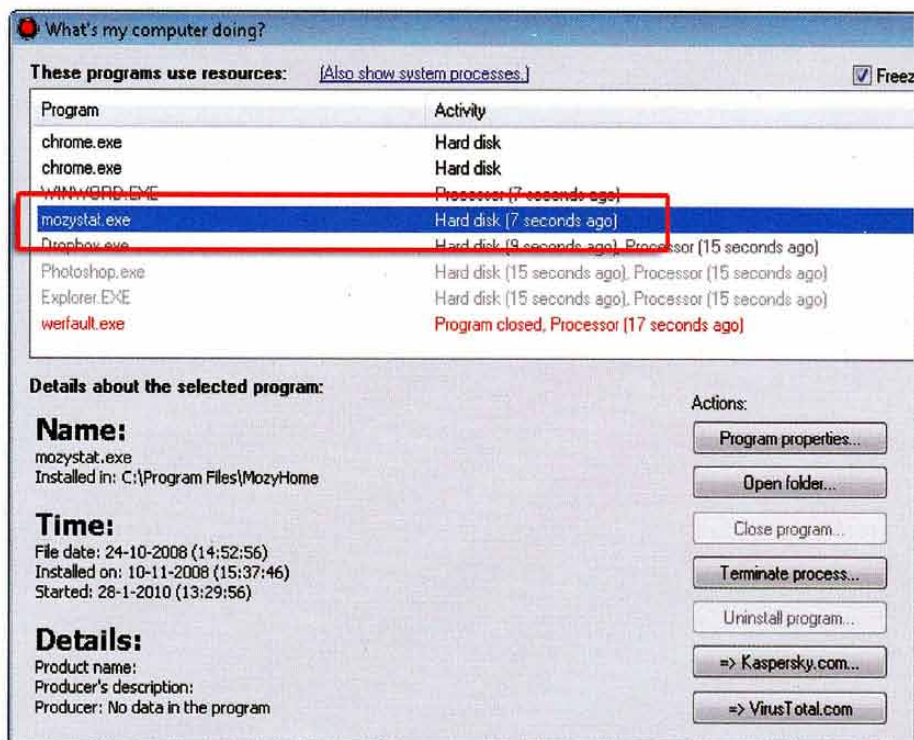 What's my computer doing?
These programs use resources: [Also show system processes.] Freez
Program Activity
chrome.exe Hard disk
chrome.exe Hard disk
WINWORD.EXE Processor (7 seconds ago)
mozystat.exe Hard disk (7 seconds ago)
Dropbox.exe Hard disk (9 seconds ago), Processor (15 seconds ago)
Photoshop.exe Hard disk (15 seconds ago), Processor (15 seconds ago)
Explorer.EXE Hard disk (15 seconds ago), Processor (15 seconds ago)
werfault.exe Program closed, Processor (17 seconds ago)
Details about the selected program:
Name:
mozystat.exe
Installed in: C:\Program Files\MozyHome
Time:
File date: 24-10-2008 (14:52:56)
Installed on: 10-11-2008 (15:37:46)
Started: 28-1-2010 (13:29:56)
Details:
Product name:
Producer's description:
Producer: No data in the program
Actions:
Program properties...
Open folder...
Close program...
Terminate process...
Uninstall program...
=> Kaspersky.com...
=> VirusTotal.com